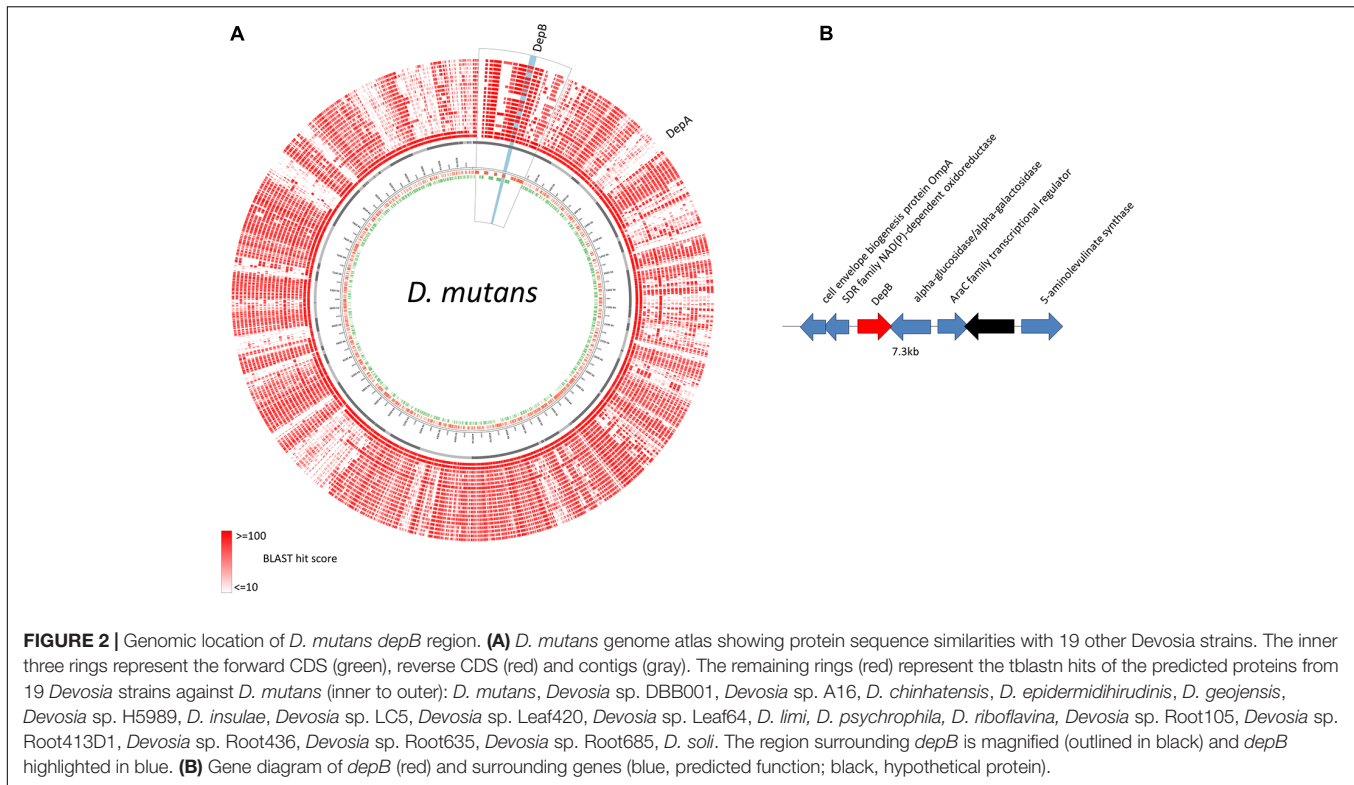 A
B
DepB
DepA
D. mutans
>=100
BLAST hit score
<=10
cell envelope biogenesis protein OmpA
SDR family NAD(P)-dependent oxidoreductase
DepB
alpha-glucosidase/alpha-galactosidase
AraC family transcriptional regulator
5-aminolevulinate synthase
7.3kb
FIGURE 2 | Genomic location of D. mutans depB region. (A) D. mutans genome atlas showing protein sequence similarities with 19 other Devosia strains. The inner
three rings represent the forward CDS (green), reverse CDS (red) and contigs (gray). The remaining rings (red) represent the tblastn hits of the predicted proteins from
19 Devosia strains against D. mutans (inner to outer): D. mutans, Devosia sp. DBB001, Devosia sp. A16, D. chinhatensis, D. epidermidhirudinis, D. geojensis,
Devosia sp. H5989, D. insulae, Devosia sp. LC5, Devosia sp. Leaf420, Devosia sp. Leaf64, D. limi, D. psychrophila, D. riboflavina, Devosia sp. Root105, Devosia sp.
Root413D1, Devosia sp. Root436, Devosia sp. Root635, Devosia sp. Root685, D. soli. The region surrounding depB is magnified (outlined in black) and depB
highlighted in blue. (B) Gene diagram of depB (red) and surrounding genes (blue, predicted function; black, hypothetical protein).